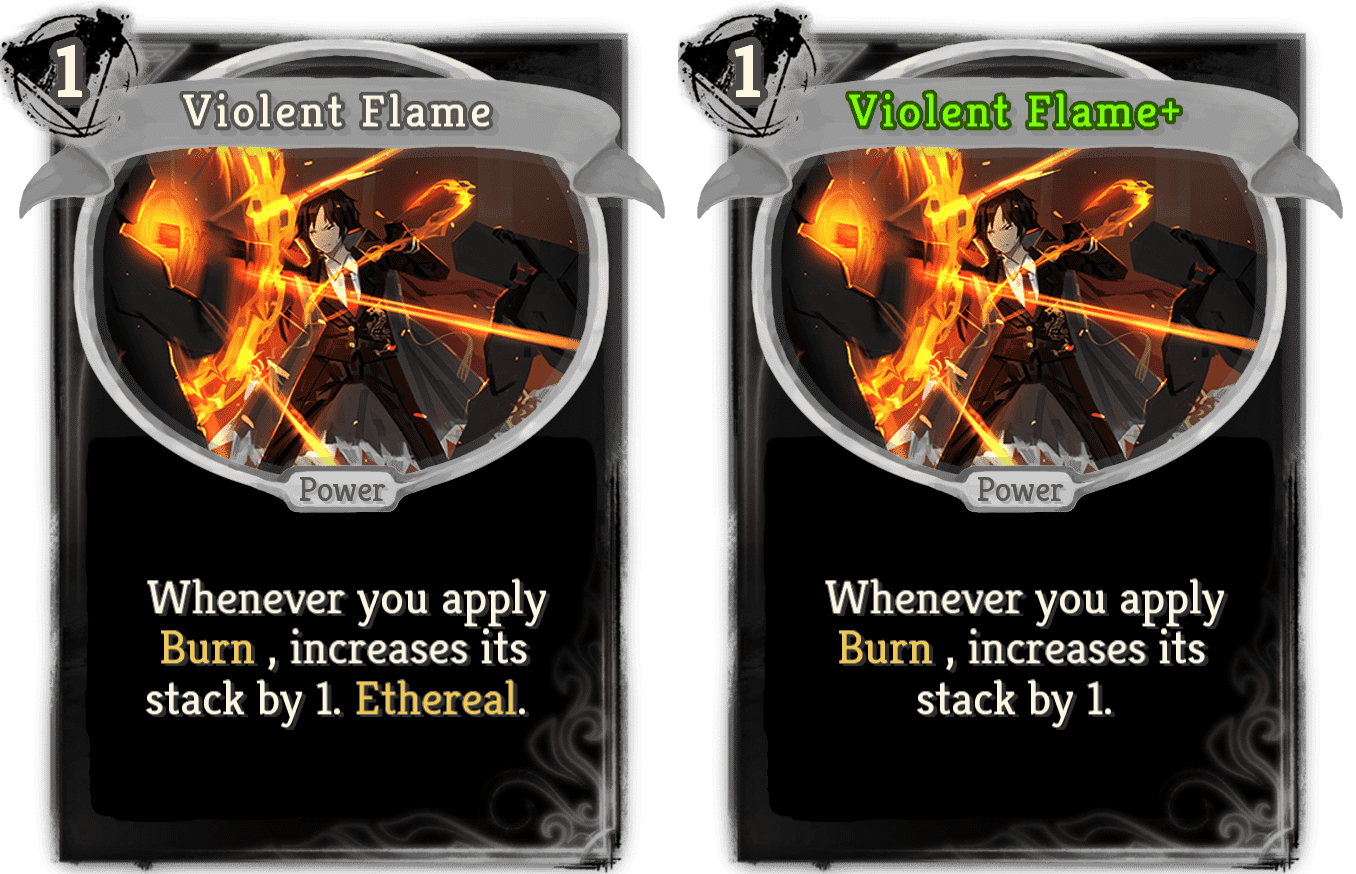 1
Violent Flame
Power
Whenever you apply
Burn , increases its
stack by 1. Ethereal.
1
Violent Flame+
Power
Whenever you apply
Burn , increases its
stack by 1.